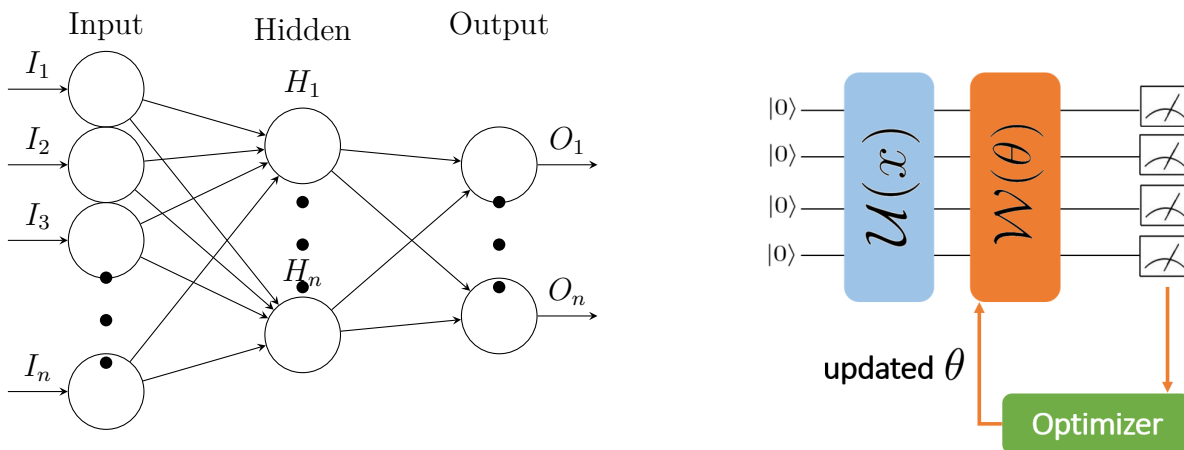 Input
Hidden
Output
I₁
I₂
I₃
Iₙ
H₁
Hₙ
O₁
Oₙ
|0⟩
|0⟩
|0⟩
|0⟩
𝒰(x)
W(θ)
updated θ
Optimizer